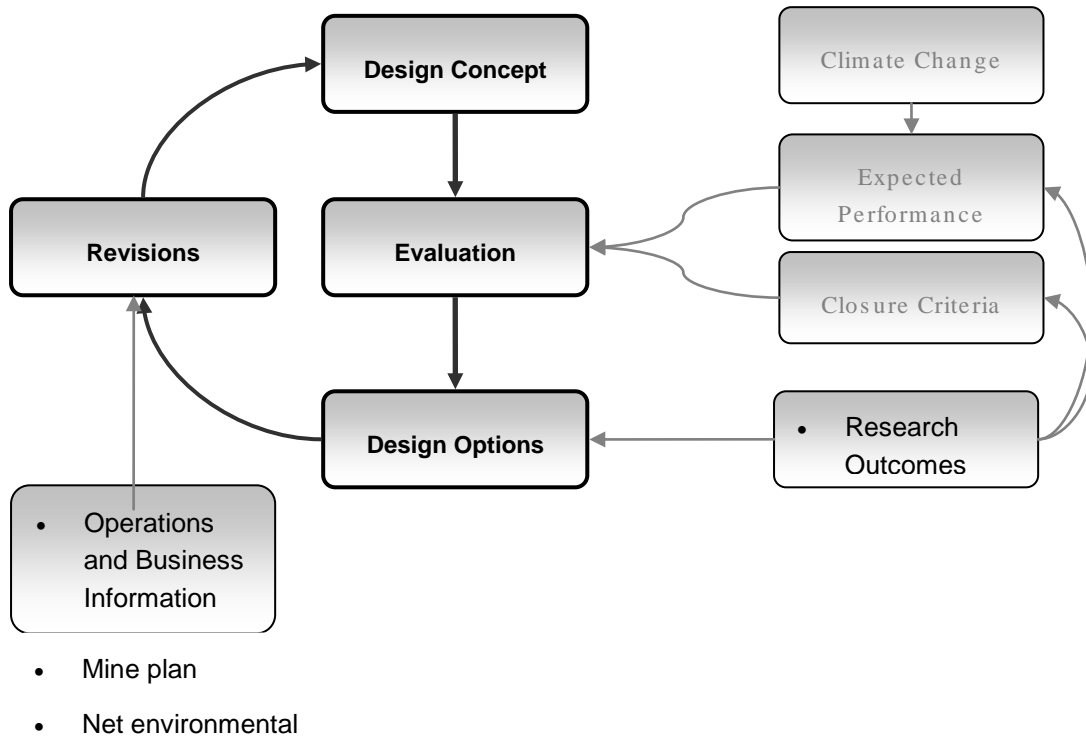 Design Concept
Climate Change
Expected
Performance
Revisions
Evaluation
Closure Criteria
Design Options
• Research
Outcomes
• Operations
and Business
Information
• Mine plan
• Net environmental